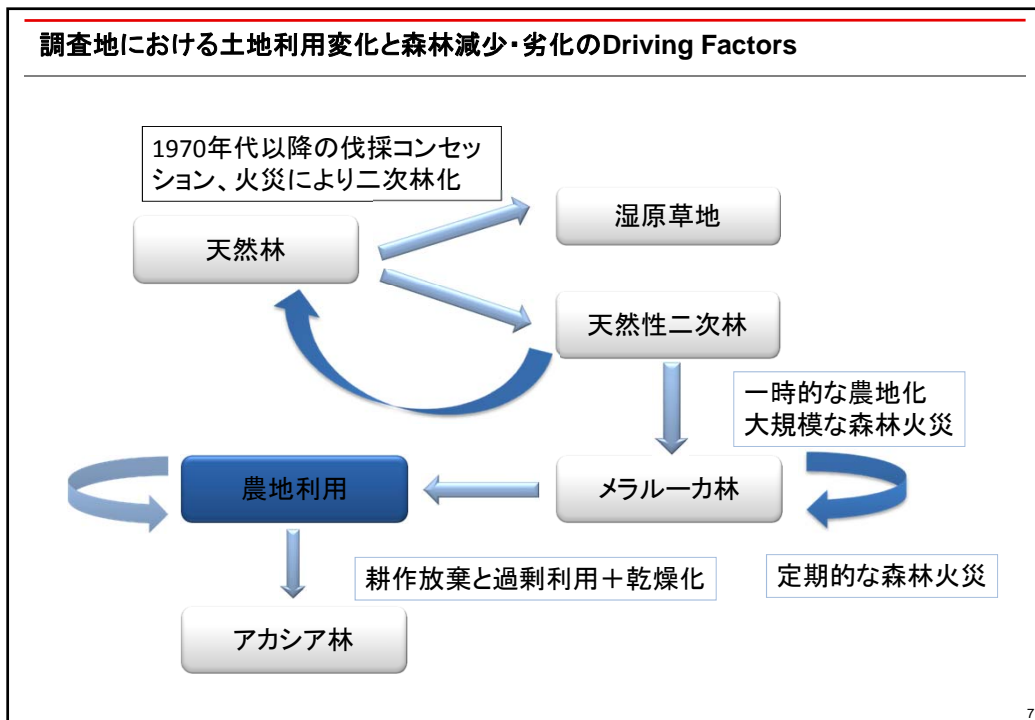 調査地における土地利用変化と森林減少・劣化のDriving Factors
1970年代以降の伐採コンセッ
ション、火災により二次林化
湿原草地
天然林
天然性二次林
一時的な農地化
大規模な森林火災
農地利用
メラルーカ林
耕作放棄と過剰利用＋乾燥化
定期的な森林火災
アカシア林
7